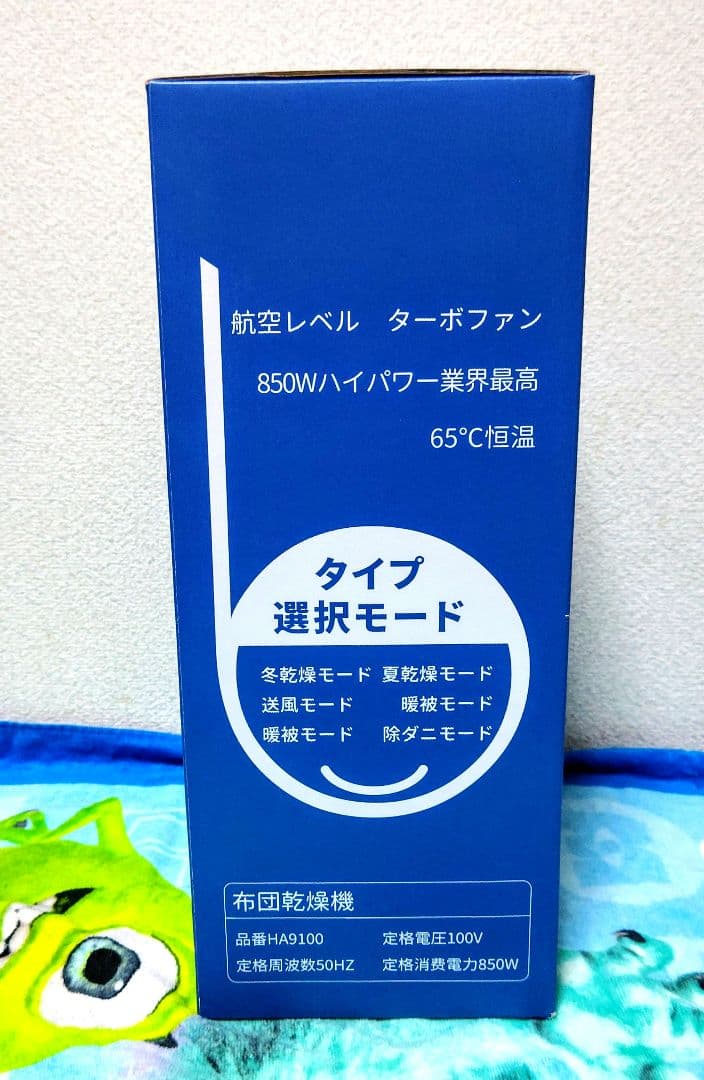 航空レベル　ターボファン
850Wハイパワー業界最高
65℃恒温
タイプ
選択モード
冬乾燥モード 夏乾燥モード
送風モード 暖被モード
暖被モード 除ダニモード
布団乾燥機
品番HA9100 定格電圧100V
定格周波数50HZ 定格消費電力850W